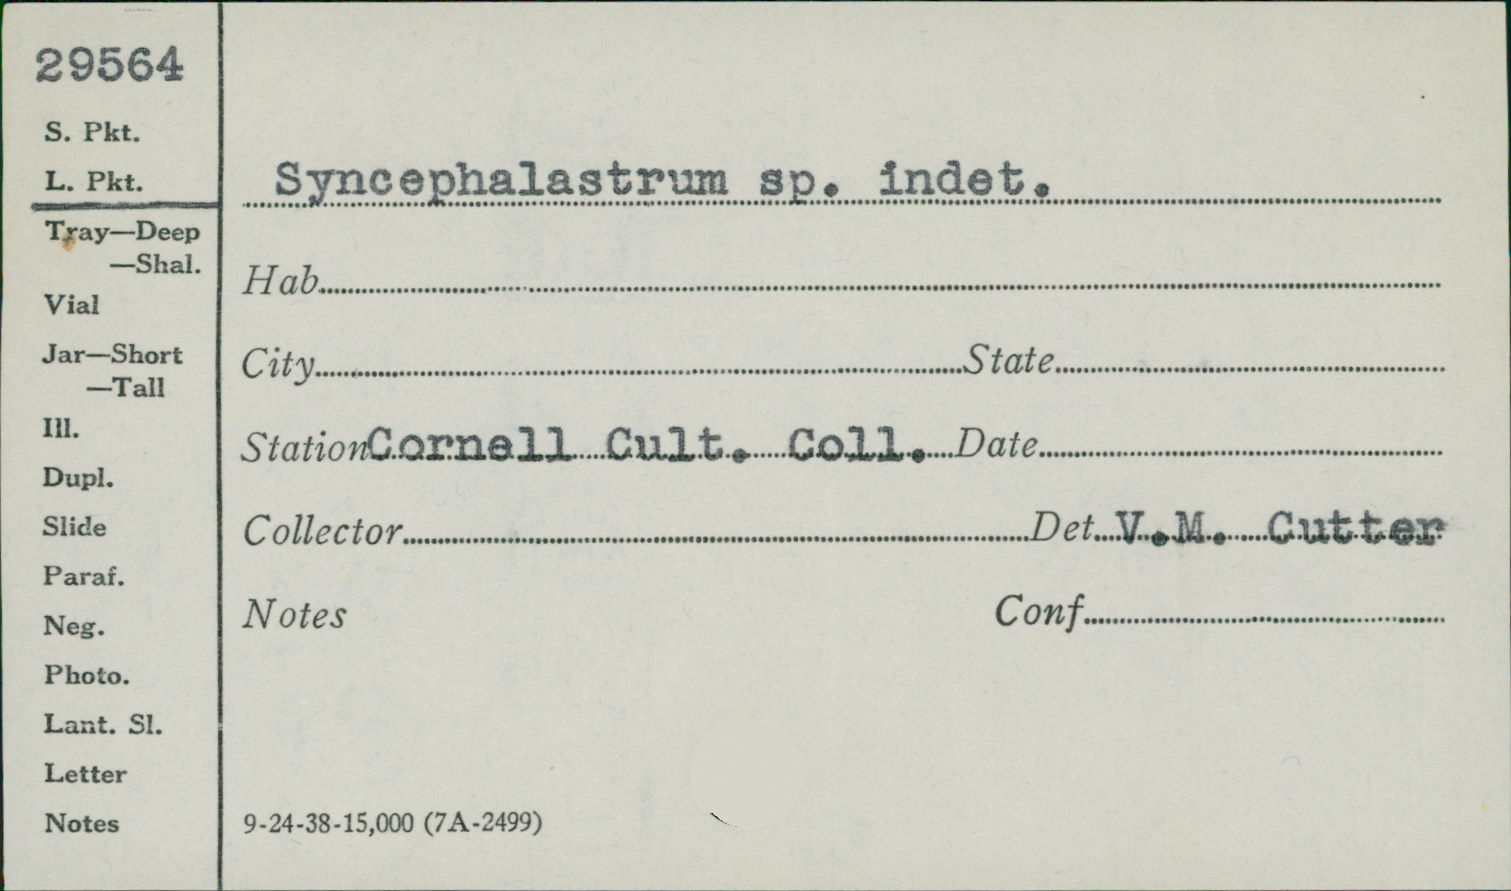 29564
S. Pkt.
L. Pkt.
Tray—Deep
—Shal.
Vial
Jar—Short
—Tall
Ill.
Dupl.
Slide
Paraf.
Neg.
Photo.
Lant. Sl.
Letter
Notes
Syncephalastrum sp. indet.
Hab.
City. State.
Station Cornell Cult. Coll. Date.
Collector. Det. V.M. Cutter
Notes Conf.
9-24-38-15,000 (7A-2499)